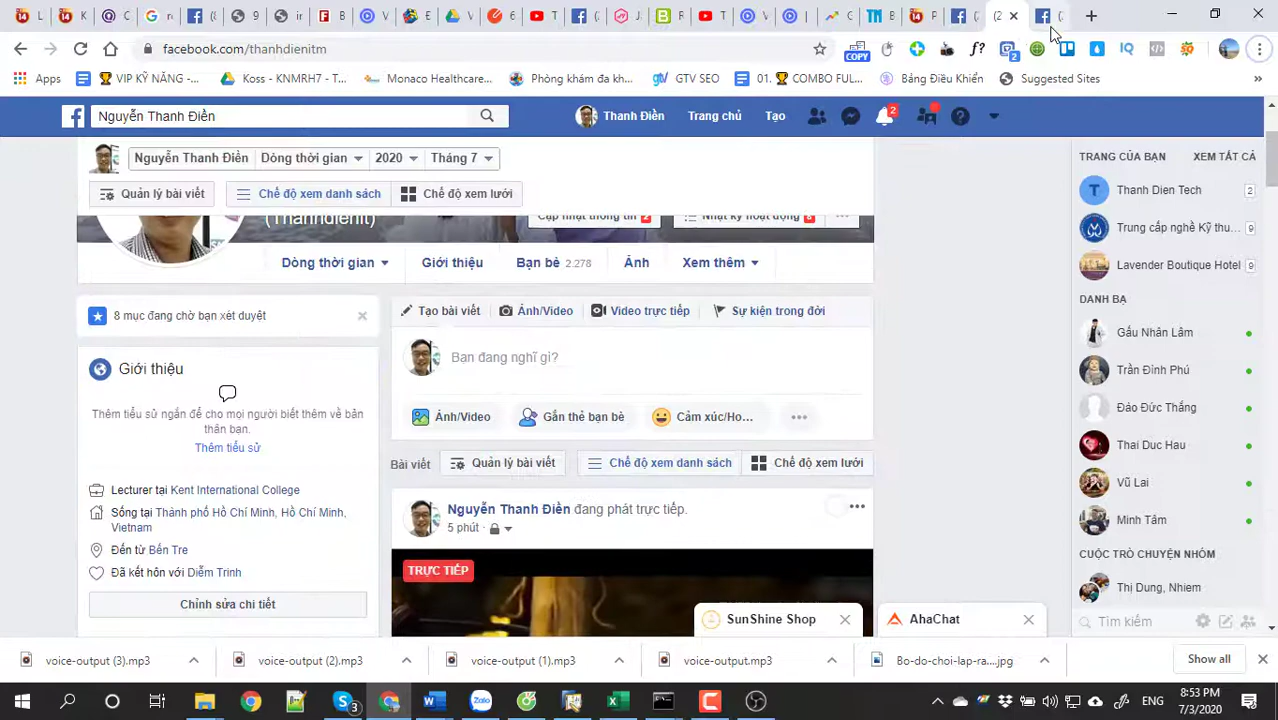 facebook.com/thanhdienitm
COPY
Apps
VIP KỸ NĂNG -...
Koss - KNMRH7 - T...
Monaco Healthcare...
Phòng khám đa kh...
GTV SEO
01. 🏆 COMBO FUL...
Bảng Điều Khiển
Suggested Sites
Nguyễn Thanh Điền
Thanh Điền
Trang chủ
Tạo
2
Nguyễn Thanh Điền
Dòng thời gian
2020
Tháng 7
Quản lý bài viết
Chế độ xem danh sách
Chế độ xem lưới
(Thanhdienit)
Cập nhật thông tin 2
Nhật ký hoạt động 8
Dòng thời gian
Giới thiệu
Bạn bè 2.278
Ảnh
Xem thêm
8 mục đang chờ bạn xét duyệt
Giới thiệu
Thêm tiểu sử ngắn để cho mọi người biết thêm về bản
thân bạn.
Thêm tiểu sử
Lecturer tại Kent International College
Sống tại Thành phố Hồ Chí Minh, Hồ Chí Minh,
Vietnam
Đến từ Bến Tre
Đã kết hôn với Diễm Trinh
Chỉnh sửa chi tiết
Tạo bài viết
Ảnh/Video
Video trực tiếp
Sự kiện trong đời
Bạn đang nghĩ gì?
Ảnh/Video
Gắn thẻ bạn bè
Cảm xúc/Ho...
Bài viết
Quản lý bài viết
Chế độ xem danh sách
Chế độ xem lưới
Nguyễn Thanh Điền đang phát trực tiếp.
5 phút
TRỰC TIẾP
TRANG CỦA BẠN
XEM TẤT CẢ
Thanh Dien Tech 2
Trung cấp nghề Kỹ thu... 9
Lavender Boutique Hotel 9
DANH BẠ
Gấu Nhân Lâm
Trần Đình Phú
Đào Đức Thắng
Thai Duc Hau
Vũ Lai
Minh Tâm
CUỘC TRÒ CHUYỆN NHÓM
Thị Dung, Nhiem
Tìm kiếm
SunShine Shop
AhaChat
voice-output (3).mp3
voice-output (2).mp3
voice-output (1).mp3
voice-output.mp3
Bo-do-choi-lap-ra....jpg
Show all
ENG
8:53 PM
7/3/2020